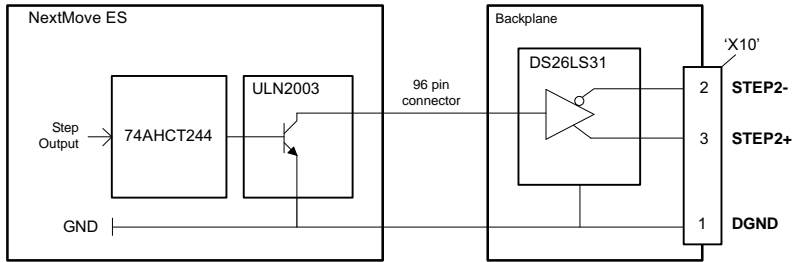 NextMove ES
Backplane
'X10'
DS26LS31
ULN2003
96 pin
connector
2 STEP2-
Step
Output
74AHCT244
3 STEP2+
GND
1 DGND